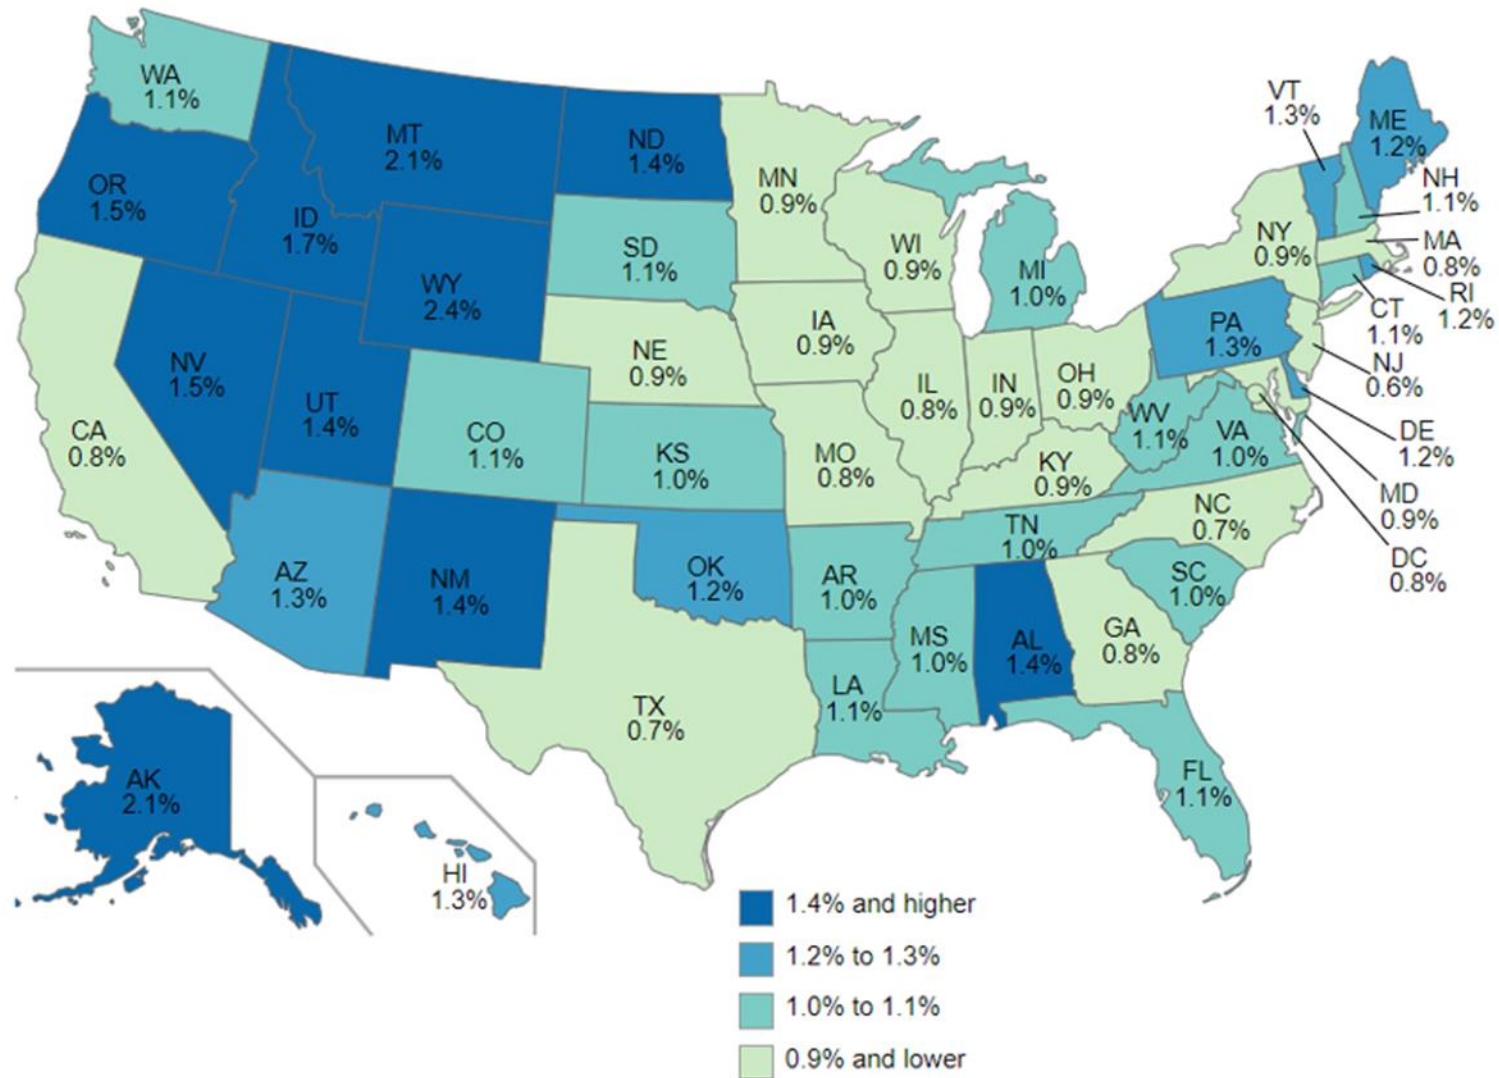 WA
1.1%
MT
2.1%
ND
1.4%
OR
1.5%
ID
1.7%
WY
2.4%
SD
1.1%
MN
0.9%
WI
0.9%
MI
1.0%
VT
1.3%
ME
1.2%
NH
1.1%
NY
0.9%
MA
0.8%
RI
1.2%
CT
1.1%
NJ
0.6%
PA
1.3%
NV
1.5%
UT
1.4%
CA
0.8%
CO
1.1%
NE
0.9%
IA
0.9%
IL
0.8%
IN
0.9%
OH
0.9%
WV
1.1%
VA
1.0%
DE
1.2%
MD
0.9%
DC
0.8%
KS
1.0%
MO
0.8%
KY
0.9%
NC
0.7%
TN
1.0%
SC
1.0%
AZ
1.3%
NM
1.4%
OK
1.2%
AR
1.0%
MS
1.0%
AL
1.4%
GA
0.8%
LA
1.1%
TX
0.7%
FL
1.1%
AK
2.1%
HI
1.3%
1.4% and higher
1.2% to 1.3%
1.0% to 1.1%
0.9% and lower